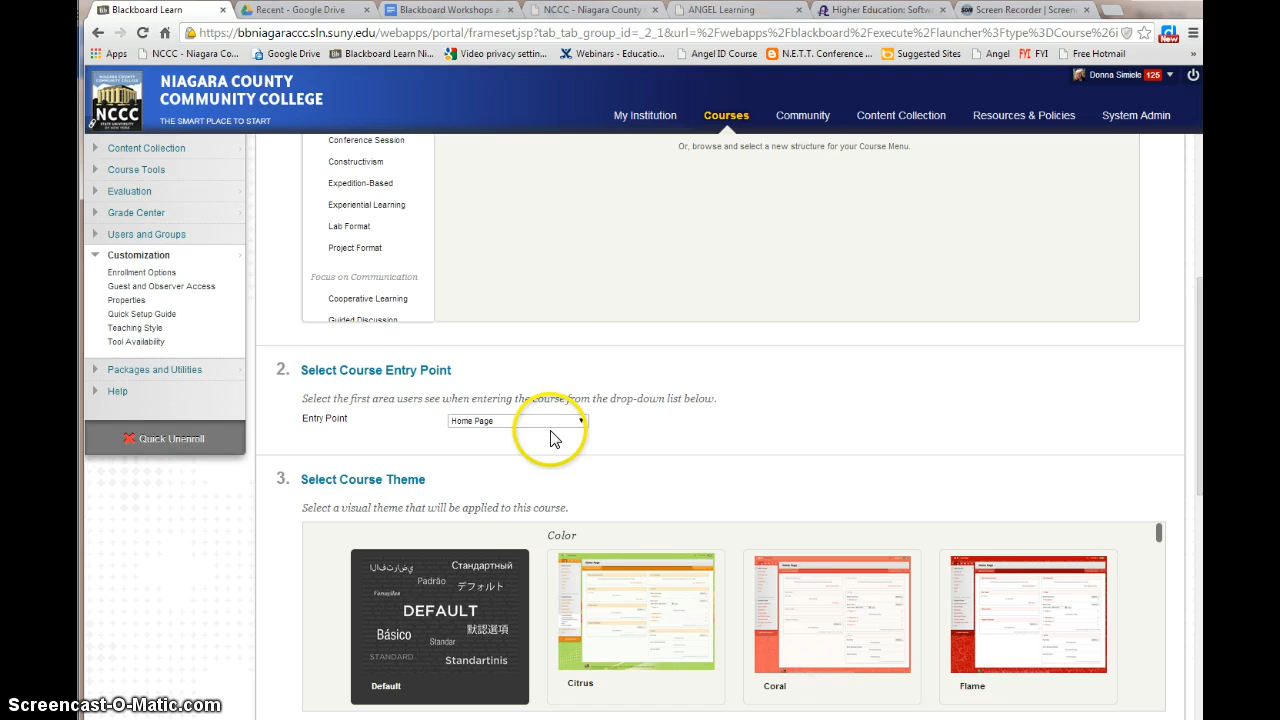 Blackboard Learn
Recent - Google Drive
Blackboard Workshops a
NCCC - Niagara County
ANGEL Learning
Higher Education: Softw
Screen Recorder | Screen
https://bbniagaraccc.sln.suny.edu/webapps/portal/frameset.jsp?tab_tab_group_id=_2_1&url=%2Fwebapps%2Fblackboard%2Fexecute%2Flauncher%3Ftype%3DCourse%26i
New
Apps
NCCC - Niagara Co...
Google Drive
Blackboard Learn Ni...
Video privacy settin...
Webinars - Educatio...
Angel ID Course
N.E.T.T. Conference ...
Suggested Sites
Angel
FYI
FYI
Free Hotmail
»
NIAGARA COUNTY
COMMUNITY COLLEGE
THE SMART PLACE TO START
NCCC
Donna Simiele 125
My Institution
Courses
Community
Content Collection
Resources & Policies
System Admin
Content Collection
Course Tools
Evaluation
Grade Center
Users and Groups
Customization
Enrollment Options
Guest and Observer Access
Properties
Quick Setup Guide
Teaching Style
Tool Availability
Packages and Utilities
Help
Quick Unenroll
Conference Session
Constructivism
Expedition-Based
Experiential Learning
Lab Format
Project Format
Focus on Communication
Cooperative Learning
Guided Discussion
Or, browse and select a new structure for your Course Menu.
2. Select Course Entry Point
Select the first area users see when entering the course from the drop-down list below.
Entry Point
Home Page
3. Select Course Theme
Select a visual theme that will be applied to this course.
Color
Стандартный
Padrão
デフォルト
DEFAULT
Básico
默認選項
Standar
STANDARD
Standartinis
Default
Citrus
Coral
Flame
Screencast-O-Matic.com